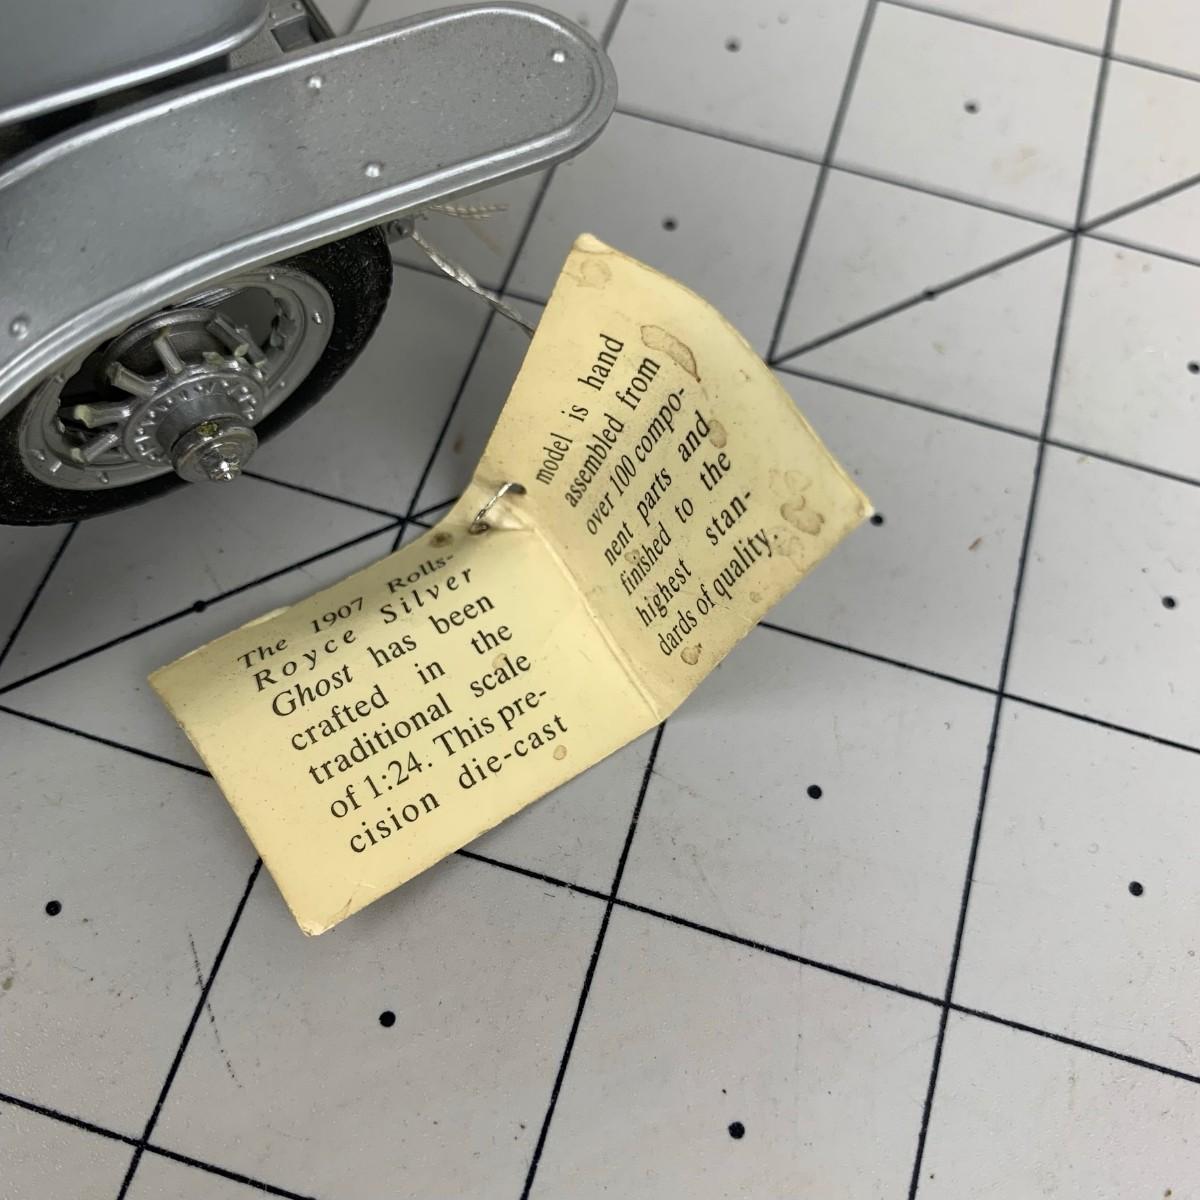 The 1907 Rolls-
Royce Silver
Ghost has been
crafted in the
traditional scale
of 1:24. This pre-
cision die-cast
model is hand
assembled from
over 100 compo-
nent parts and
finished to the
highest stan-
dards of quality.